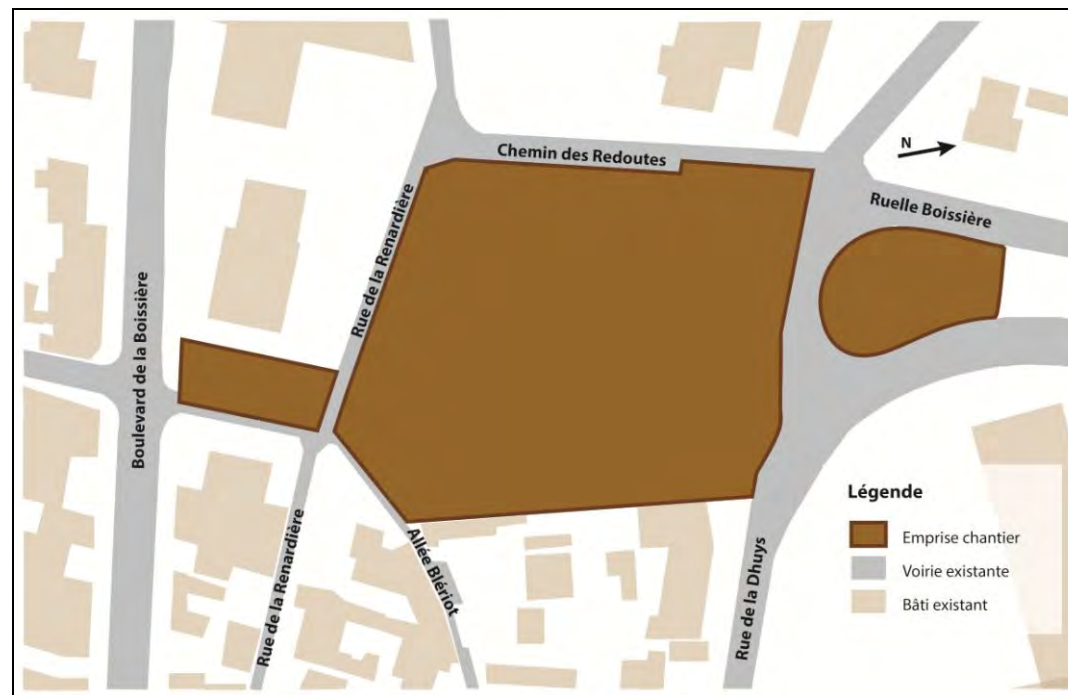 Chemin des Redoutes
N
Ruelle Boissière
Rue de la Renardière
Boulevard de la Boissière
Rue de la Renardière
Allée Blériot
Rue de la Dhuys
Légende
Emprise chantier
Voirie existante
Bâti existant